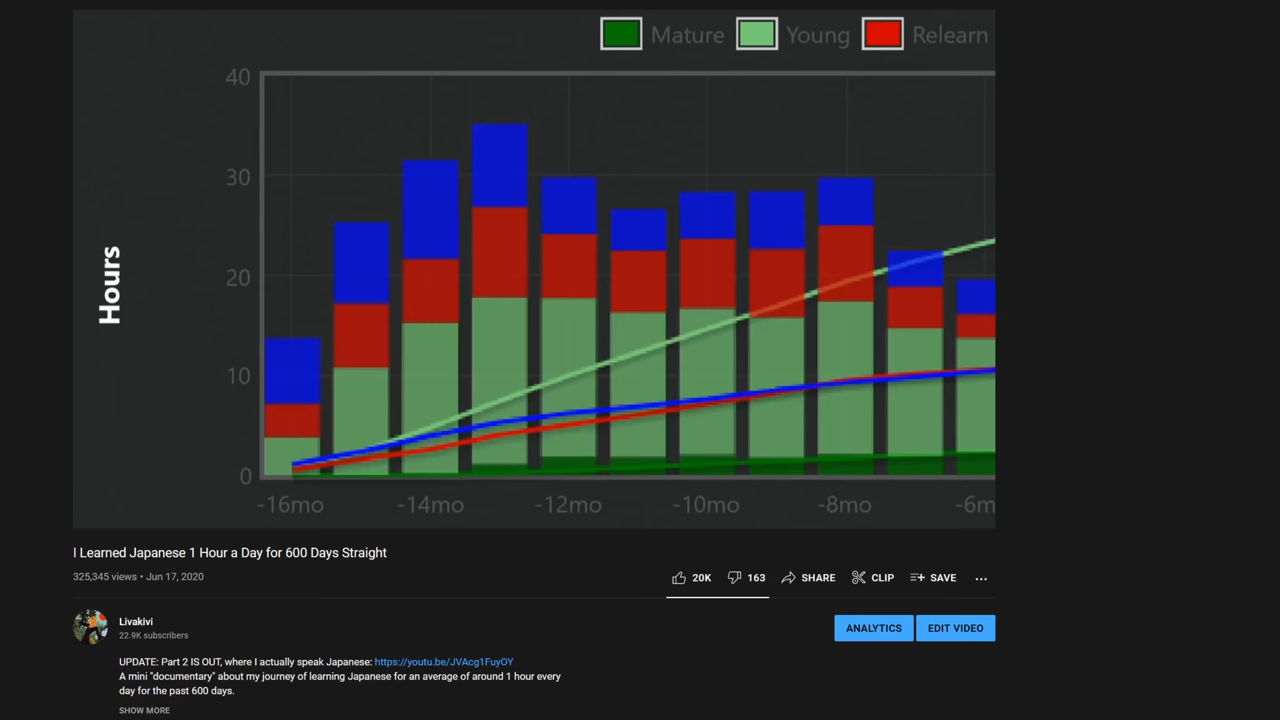 Mature Young Relearn
40
30
20
10
0
Hours
-16mo -14mo -12mo -10mo -8mo -6m
I Learned Japanese 1 Hour a Day for 600 Days Straight
325,345 views • Jun 17, 2020
20K 163 SHARE CLIP SAVE ...
Livakivi
22.9K subscribers
ANALYTICS EDIT VIDEO
UPDATE: Part 2 IS OUT, where I actually speak Japanese: https://youtu.be/JVAcg1FuyOY
A mini "documentary" about my journey of learning Japanese for an average of around 1 hour every
day for the past 600 days.
SHOW MORE